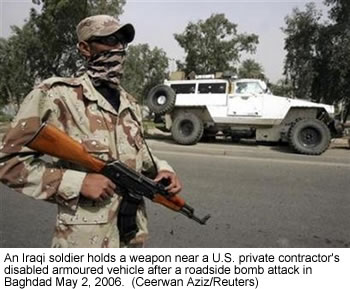 An Iraqi soldier holds a weapon near a U.S. private contractor's
disabled armoured vehicle after a roadside bomb attack in
Baghdad May 2, 2006.  (Ceerwan Aziz/Reuters)